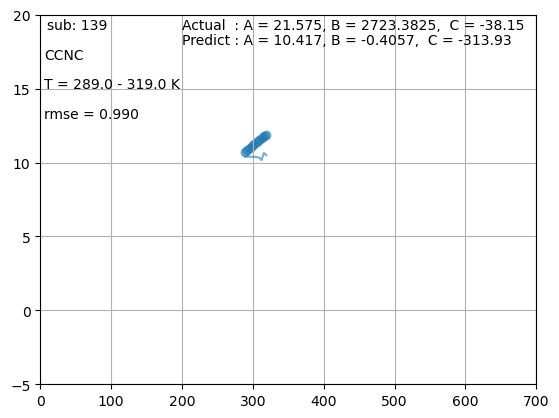 sub: 139
Actual  : A = 21.575, B = 2723.3825,  C = -38.15
Predict : A = 10.417, B = -0.4057,  C = -313.93
CCNC
T = 289.0 - 319.0 K
rmse = 0.990
20
15
10
5
0
−5
0 100 200 300 400 500 600 700